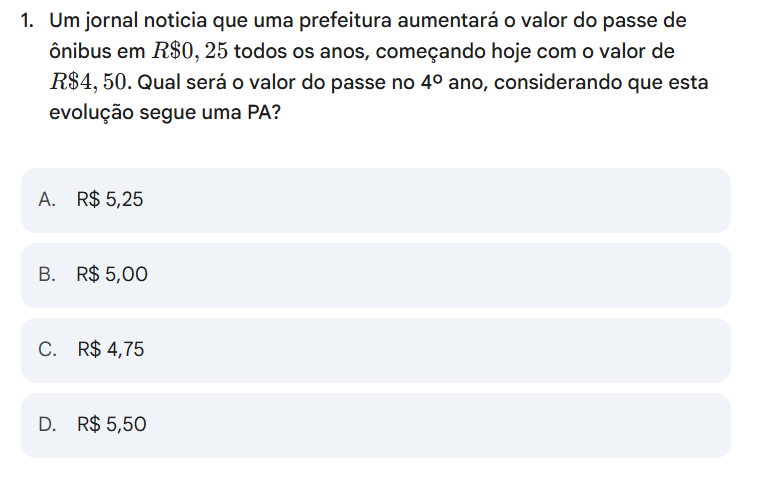 1. Um jornal noticia que uma prefeitura aumentará o valor do passe de
ônibus em R$0, 25 todos os anos, começando hoje com o valor de
R$4, 50. Qual será o valor do passe no 4º ano, considerando que esta
evolução segue uma PA?
A. R$ 5,25
B. R$ 5,00
C. R$ 4,75
D. R$ 5,50